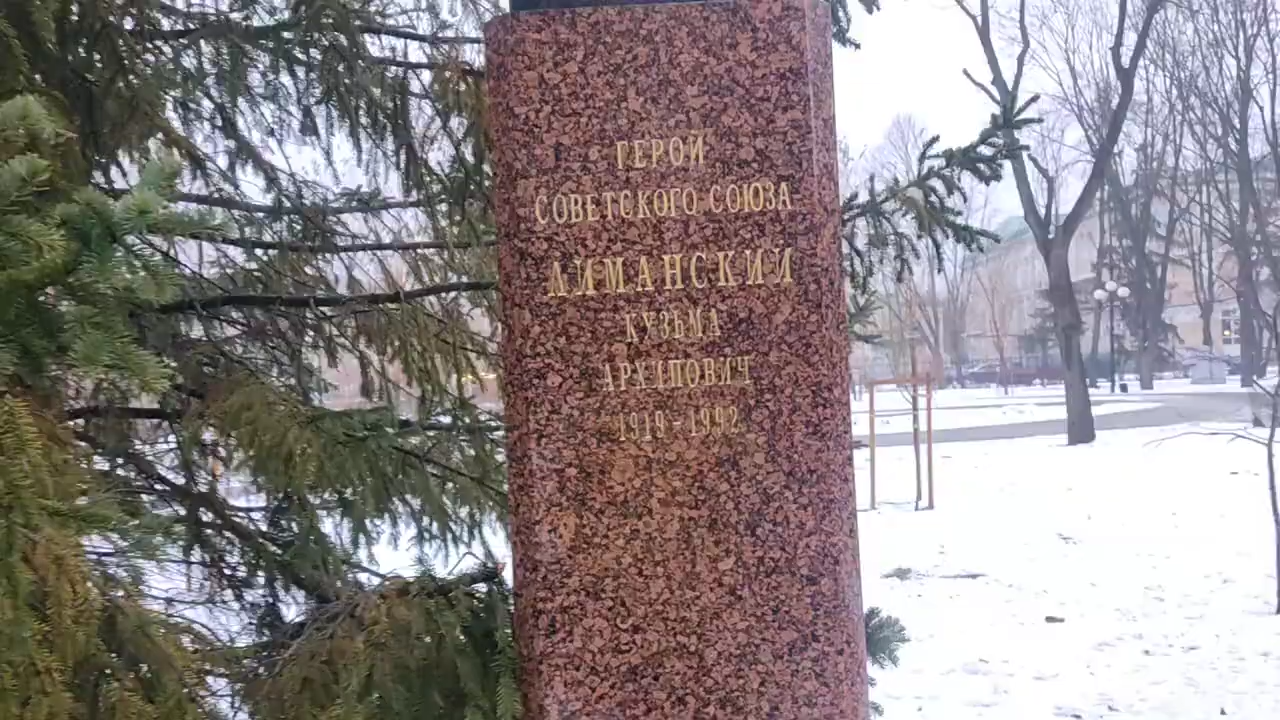 ГЕРОЙ
СОВЕТСКОГО СОЮЗА
ЛИМАНСКИЙ
КУЗЬМА
АРХИПОВИЧ
1919-1992